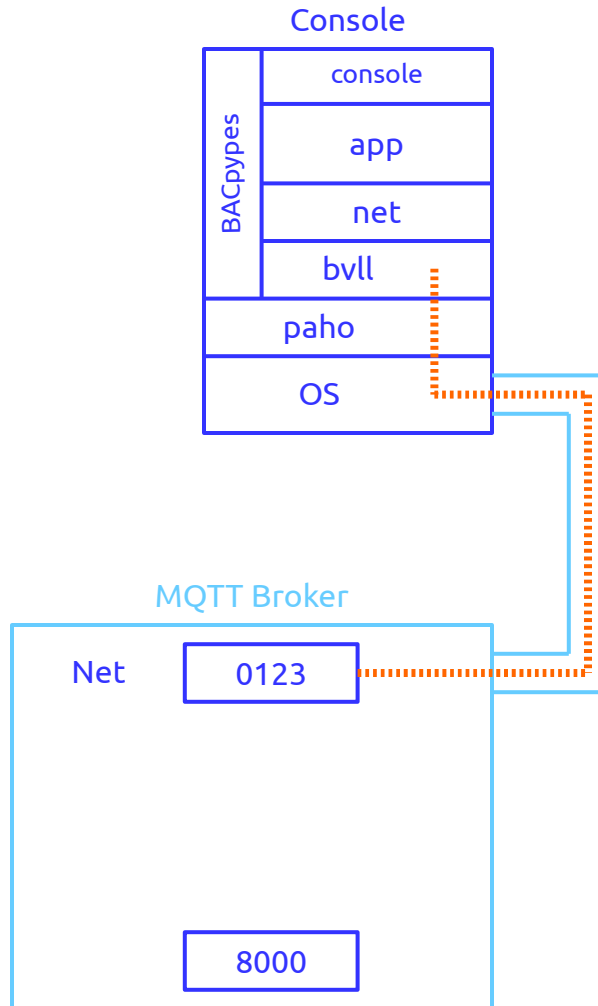 Console
BACpypes
console
app
net
bvll
paho
OS
MQTT Broker
Net
0123
8000